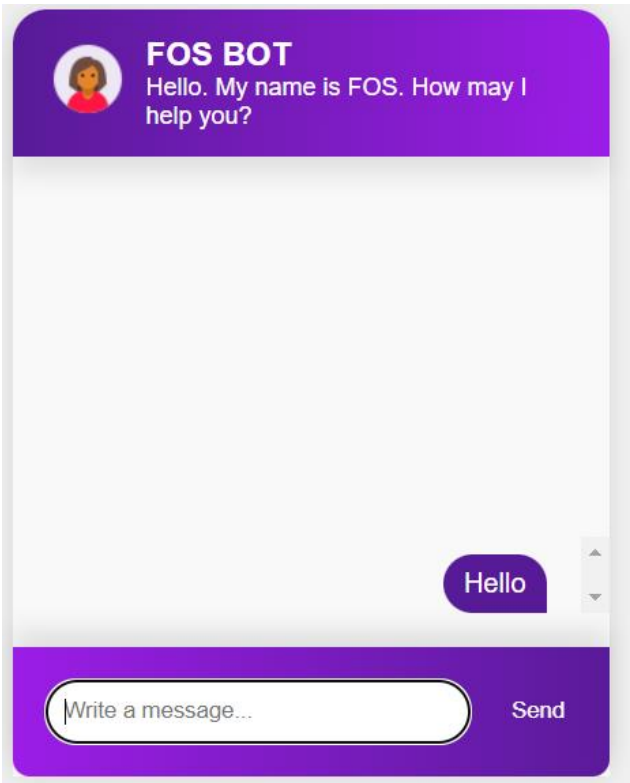 FOS BOT
Hello. My name is FOS. How may I
help you?
Hello
Write a message...
Send